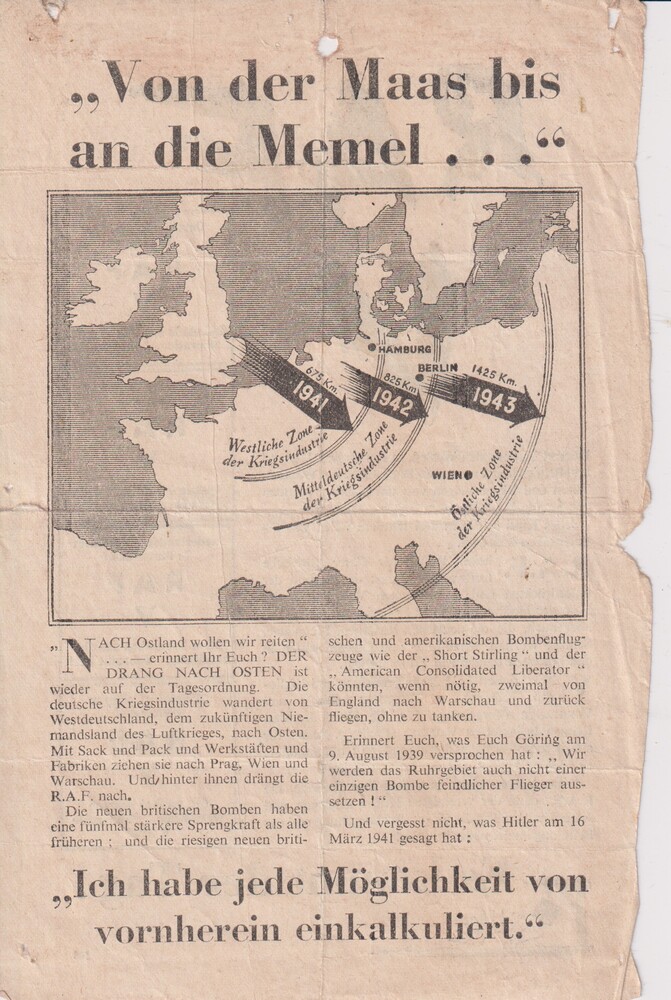 „Von der Maas bis
an die Memel . . .“
HAMBURG
BERLIN
675 Km.
1941
825 Km.
1942
1425 Km.
1943
Westliche Zone
der Kriegsindustrie
Mitteldeutsche Zone
der Kriegsindustrie
WIEN
Östliche Zone
der Kriegsindustrie
„NACH Ostland wollen wir reiten “
. . . — erinnert Ihr Euch ? DER
DRANG NACH OSTEN ist
wieder auf der Tagesordnung. Die
deutsche Kriegsindustrie wandert von
Westdeutschland, dem zukünftigen Nie-
mandsland des Luftkrieges, nach Osten.
Mit Sack und Pack und Werkstäften und
Fabriken ziehen sie nach Prag, Wien und
Warschau. Und hinter ihnen drängt die
R.A.F. nach.
Die neuen britischen Bomben haben
eine fünfmal stärkere Sprengkraft als alle
früheren ; und die riesigen neuen briti-
schen und amerikanischen Bombenflug-
zeuge wie der „ Short Stirling “ und der
„ American Consolidated Liberator “
könnten, wenn nötig, zweimal von
England nach Warschau und zurück
fliegen, ohne zu tanken.
Erinnert Euch, was Euch Göring am
9. August 1939 versprochen hat : „ Wir
werden das Ruhrgebiet auch nicht einer
einzigen Bombe feindlicher Flieger aus-
setzen ! “
Und vergesst nicht, was Hitler am 16
März 1941 gesagt hat :
„Ich habe jede Möglichkeit von
vornherein einkalkuliert.“